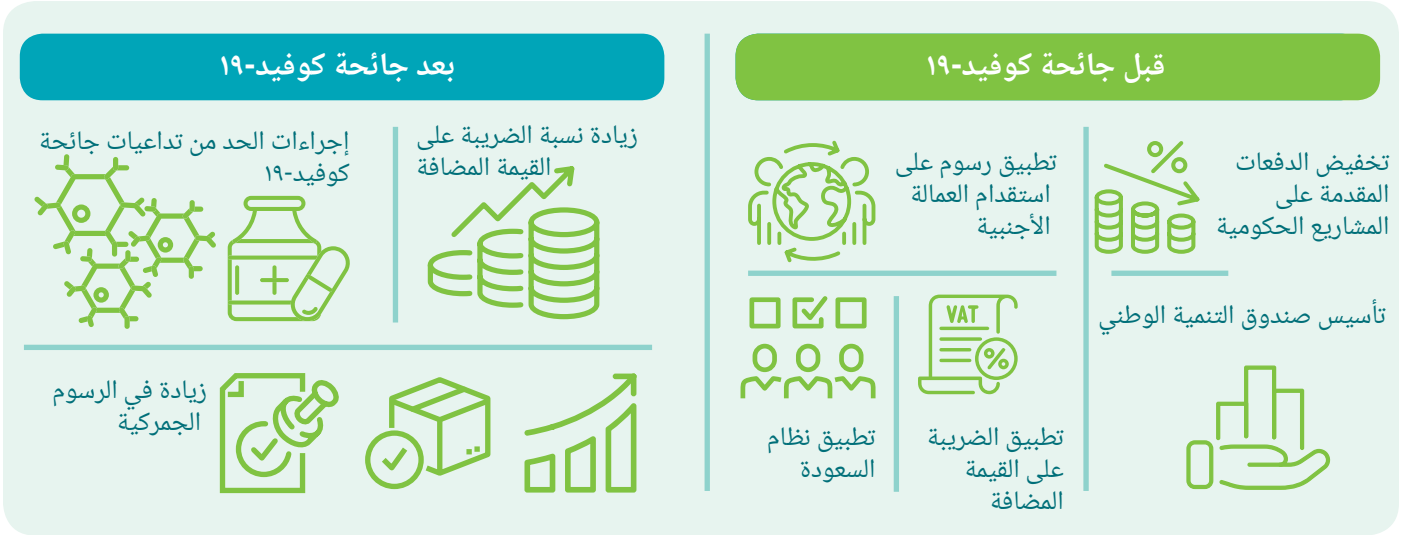 قبل جائحة كوفيد-١٩
تخفيض الدفعات
المقدمة على
المشاريع الحكومية
تأسيس صندوق التنمية الوطني
تطبيق رسوم على
استقدام العمالة
الأجنبية
VAT
تطبيق الضريبة
على القيمة
المضافة
تطبيق نظام
السعودة
بعد جائحة كوفيد-١٩
زيادة نسبة الضريبة على
القيمة المضافة
إجراءات الحد من تداعيات جائحة
كوفيد-١٩
زيادة في الرسوم
الجمركية